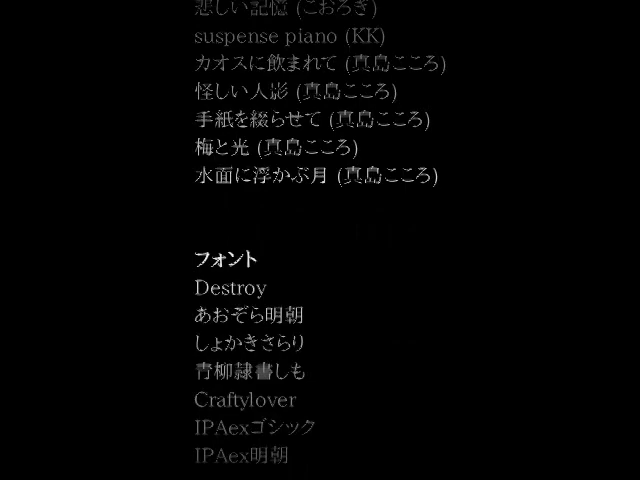 悲しい記憶 (こおろぎ)
suspense piano (KK)
カオスに飲まれて (真島こころ)
怪しい人影 (真島こころ)
手紙を綴らせて (真島こころ)
梅と光 (真島こころ)
水面に浮かぶ月 (真島こころ)
フォント
Destroy
あおぞら明朝
しょかきさらり
青柳隷書しも
Craftylover
IPAexゴシック
IPAex明朝